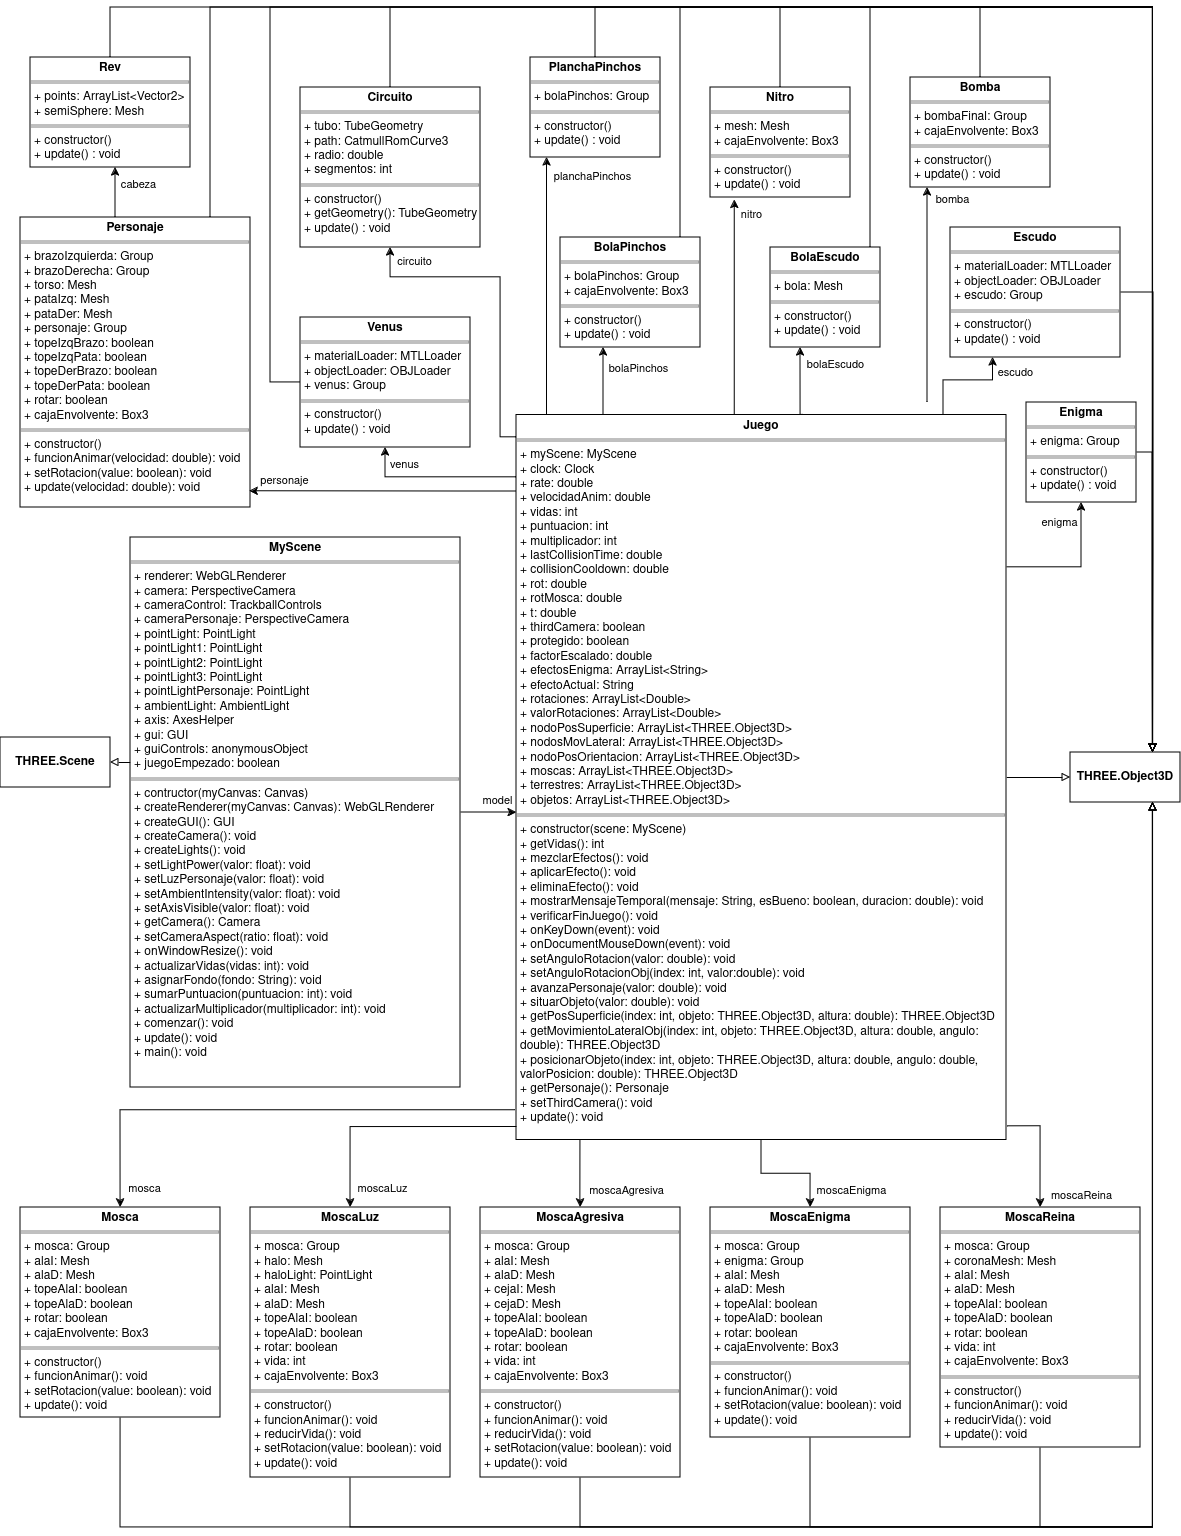 Rev
+ points: ArrayList<Vector2>
+ semiSphere: Mesh
+ constructor()
+ update() : void
cabeza
Personaje
+ brazoIzquierda: Group
+ brazoDerecha: Group
+ torso: Mesh
+ pataIzq: Mesh
+ pataDer: Mesh
+ personaje: Group
+ topeIzqBrazo: boolean
+ topeIzqPata: boolean
+ topeDerBrazo: boolean
+ topeDerPata: boolean
+ rotar: boolean
+ cajaEnvolvente: Box3
+ constructor()
+ funcionAnimar(velocidad: double): void
+ setRotacion(value: boolean): void
+ update(velocidad: double): void
Circuito
+ tubo: TubeGeometry
+ path: CatmullRomCurve3
+ radio: double
+ segmentos: int
+ constructor()
+ getGeometry(): TubeGeometry
+ update() : void
circuito
Venus
+ materialLoader: MTLLoader
+ objectLoader: OBJLoader
+ venus: Group
+ constructor()
+ update() : void
venus
personaje
PlanchaPinchos
+ bolaPinchos: Group
+ constructor()
+ update() : void
planchaPinchos
BolaPinchos
+ bolaPinchos: Group
+ cajaEnvolvente: Box3
+ constructor()
+ update() : void
bolaPinchos
Nitro
+ mesh: Mesh
+ cajaEnvolvente: Box3
+ constructor()
+ update() : void
nitro
BolaEscudo
+ bola: Mesh
+ constructor()
+ update() : void
bolaEscudo
Bomba
+ bombaFinal: Group
+ cajaEnvolvente: Box3
+ constructor()
+ update() : void
bomba
Escudo
+ materialLoader: MTLLoader
+ objectLoader: OBJLoader
+ escudo: Group
+ constructor()
+ update() : void
escudo
Enigma
+ enigma: Group
+ constructor()
+ update() : void
enigma
MyScene
+ renderer: WebGLRenderer
+ camera: PerspectiveCamera
+ cameraControl: TrackballControls
+ cameraPersonaje: PerspectiveCamera
+ pointLight: PointLight
+ pointLight1: PointLight
+ pointLight2: PointLight
+ pointLight3: PointLight
+ pointLightPersonaje: PointLight
+ ambientLight: AmbientLight
+ axis: AxesHelper
+ gui: GUI
+ guiControls: anonymousObject
+ juegoEmpezado: boolean
+ contructor(myCanvas: Canvas)
+ createRenderer(myCanvas: Canvas): WebGLRenderer
+ createGUI(): GUI
+ createCamera(): void
+ createLights(): void
+ setLightPower(valor: float): void
+ setLuzPersonaje(valor: float): void
+ setAmbientIntensity(valor: float): void
+ setAxisVisible(valor: float): void
+ getCamera(): Camera
+ setCameraAspect(ratio: float): void
+ onWindowResize(): void
+ actualizarVidas(vidas: int): void
+ asignarFondo(fondo: String): void
+ sumarPuntuacion(puntuacion: int): void
+ actualizarMultiplicador(multiplicador: int): void
+ comenzar(): void
+ update(): void
+ main(): void
THREE.Scene
model
Juego
+ myScene: MyScene
+ clock: Clock
+ rate: double
+ velocidadAnim: double
+ vidas: int
+ puntuacion: int
+ multiplicador: int
+ lastCollisionTime: double
+ collisionCooldown: double
+ rot: double
+ rotMosca: double
+ t: double
+ thirdCamera: boolean
+ protegido: boolean
+ factorEscalado: double
+ efectosEnigma: ArrayList<String>
+ efectoActual: String
+ rotaciones: ArrayList<Double>
+ valorRotaciones: ArrayList<Double>
+ nodoPosSuperficie: ArrayList<THREE.Object3D>
+ nodosMovLateral: ArrayList<THREE.Object3D>
+ nodoPosOrientacion: ArrayList<THREE.Object3D>
+ moscas: ArrayList<THREE.Object3D>
+ terrestres: ArrayList<THREE.Object3D>
+ objetos: ArrayList<THREE.Object3D>
+ constructor(scene: MyScene)
+ getVidas(): int
+ mezclarEfectos(): void
+ aplicarEfecto(): void
+ eliminaEfecto(): void
+ mostrarMensajeTemporal(mensaje: String, esBueno: boolean, duracion: double): void
+ verificarFinJuego(): void
+ onKeyDown(event): void
+ onDocumentMouseDown(event): void
+ setAnguloRotacion(valor: double): void
+ setAnguloRotacionObj(index: int, valor:double): void
+ avanzaPersonaje(valor: double): void
+ situarObjeto(valor: double): void
+ getPosSuperficie(index: int, objeto: THREE.Object3D, altura: double): THREE.Object3D
+ getMovimientoLateralObj(index: int, objeto: THREE.Object3D, altura: double, angulo:
double): THREE.Object3D
+ posicionarObjeto(index: int, objeto: THREE.Object3D, altura: double, angulo: double,
valorPosicion: double): THREE.Object3D
+ getPersonaje(): Personaje
+ setThirdCamera(): void
+ update(): void
THREE.Object3D
mosca
Mosca
+ mosca: Group
+ alaI: Mesh
+ alaD: Mesh
+ topeAlaI: boolean
+ topeAlaD: boolean
+ rotar: boolean
+ cajaEnvolvente: Box3
+ constructor()
+ funcionAnimar(): void
+ setRotacion(value: boolean): void
+ update(): void
moscaLuz
MoscaLuz
+ mosca: Group
+ halo: Mesh
+ haloLight: PointLight
+ alaI: Mesh
+ alaD: Mesh
+ topeAlaI: boolean
+ topeAlaD: boolean
+ rotar: boolean
+ vida: int
+ cajaEnvolvente: Box3
+ constructor()
+ funcionAnimar(): void
+ reducirVida(): void
+ setRotacion(value: boolean): void
+ update(): void
moscaAgresiva
MoscaAgresiva
+ mosca: Group
+ alaI: Mesh
+ alaD: Mesh
+ cejaI: Mesh
+ cejaD: Mesh
+ topeAlaI: boolean
+ topeAlaD: boolean
+ rotar: boolean
+ vida: int
+ cajaEnvolvente: Box3
+ constructor()
+ funcionAnimar(): void
+ reducirVida(): void
+ setRotacion(value: boolean): void
+ update(): void
moscaEnigma
MoscaEnigma
+ mosca: Group
+ enigma: Group
+ alaI: Mesh
+ alaD: Mesh
+ topeAlaI: boolean
+ topeAlaD: boolean
+ rotar: boolean
+ cajaEnvolvente: Box3
+ constructor()
+ funcionAnimar(): void
+ setRotacion(value: boolean): void
+ update(): void
moscaReina
MoscaReina
+ mosca: Group
+ coronaMesh: Mesh
+ alaI: Mesh
+ alaD: Mesh
+ topeAlaI: boolean
+ topeAlaD: boolean
+ rotar: boolean
+ vida: int
+ cajaEnvolvente: Box3
+ constructor()
+ funcionAnimar(): void
+ reducirVida(): void
+ update(): void